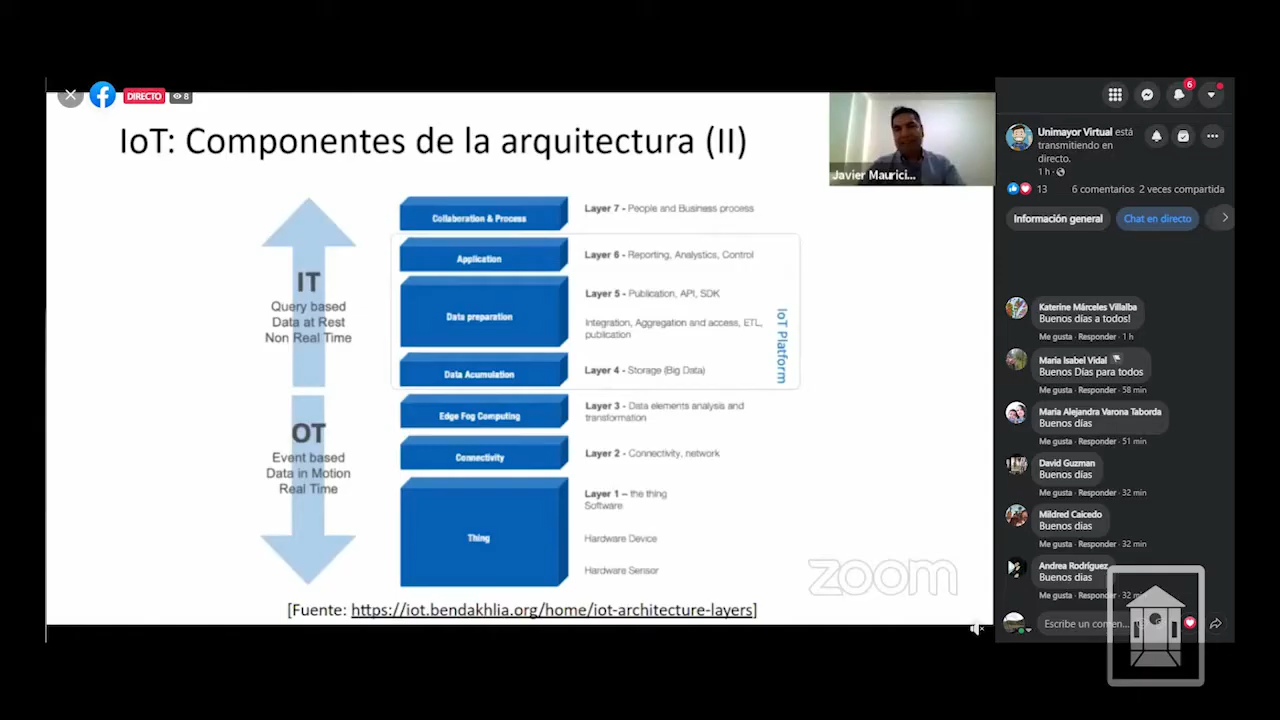 DIRECTO
8
IoT: Componentes de la arquitectura (II)
Javier Maurici...
IT
Query based
Data at Rest
Non Real Time
OT
Event based
Data in Motion
Real Time
Collaboration & Process
Layer 7 - People and Business process
Application
Layer 6 - Reporting, Analystics, Control
Data preparation
Layer 5 - Publication, API, SDK
Integration, Aggregation and access, ETL,
publication
Data Acumulation
Layer 4 - Storage (Big Data)
IoT Platform
Edge Fog Computing
Layer 3 - Data elements analysis and
transformation
Connectivity
Layer 2 - Connectivity, network
Thing
Layer 1 – the thing
Software
Hardware Device
Hardware Sensor
zoom
[Fuente: https://iot.bendakhlia.org/home/iot-architecture-layers]
6
Unimayor Virtual está
transmitiendo en
directo.
1 h ·
13 6 comentarios 2 veces compartida
Información general Chat en directo
Katerine Márceles Villalba
Buenos días a todos!
Me gusta · Responder · 1 h
Maria Isabel Vidal
Buenos Días para todos
Me gusta · Responder · 58 min
Maria Alejandra Varona Taborda
Buenos días
Me gusta · Responder · 51 min
David Guzman
Buenos días
Me gusta · Responder · 32 min
Mildred Caicedo
Buenos días
Me gusta · Responder · 32 min
Andrea Rodríguez
Buenos días
Me gusta · Responder · 32 min
Escribe un comen...